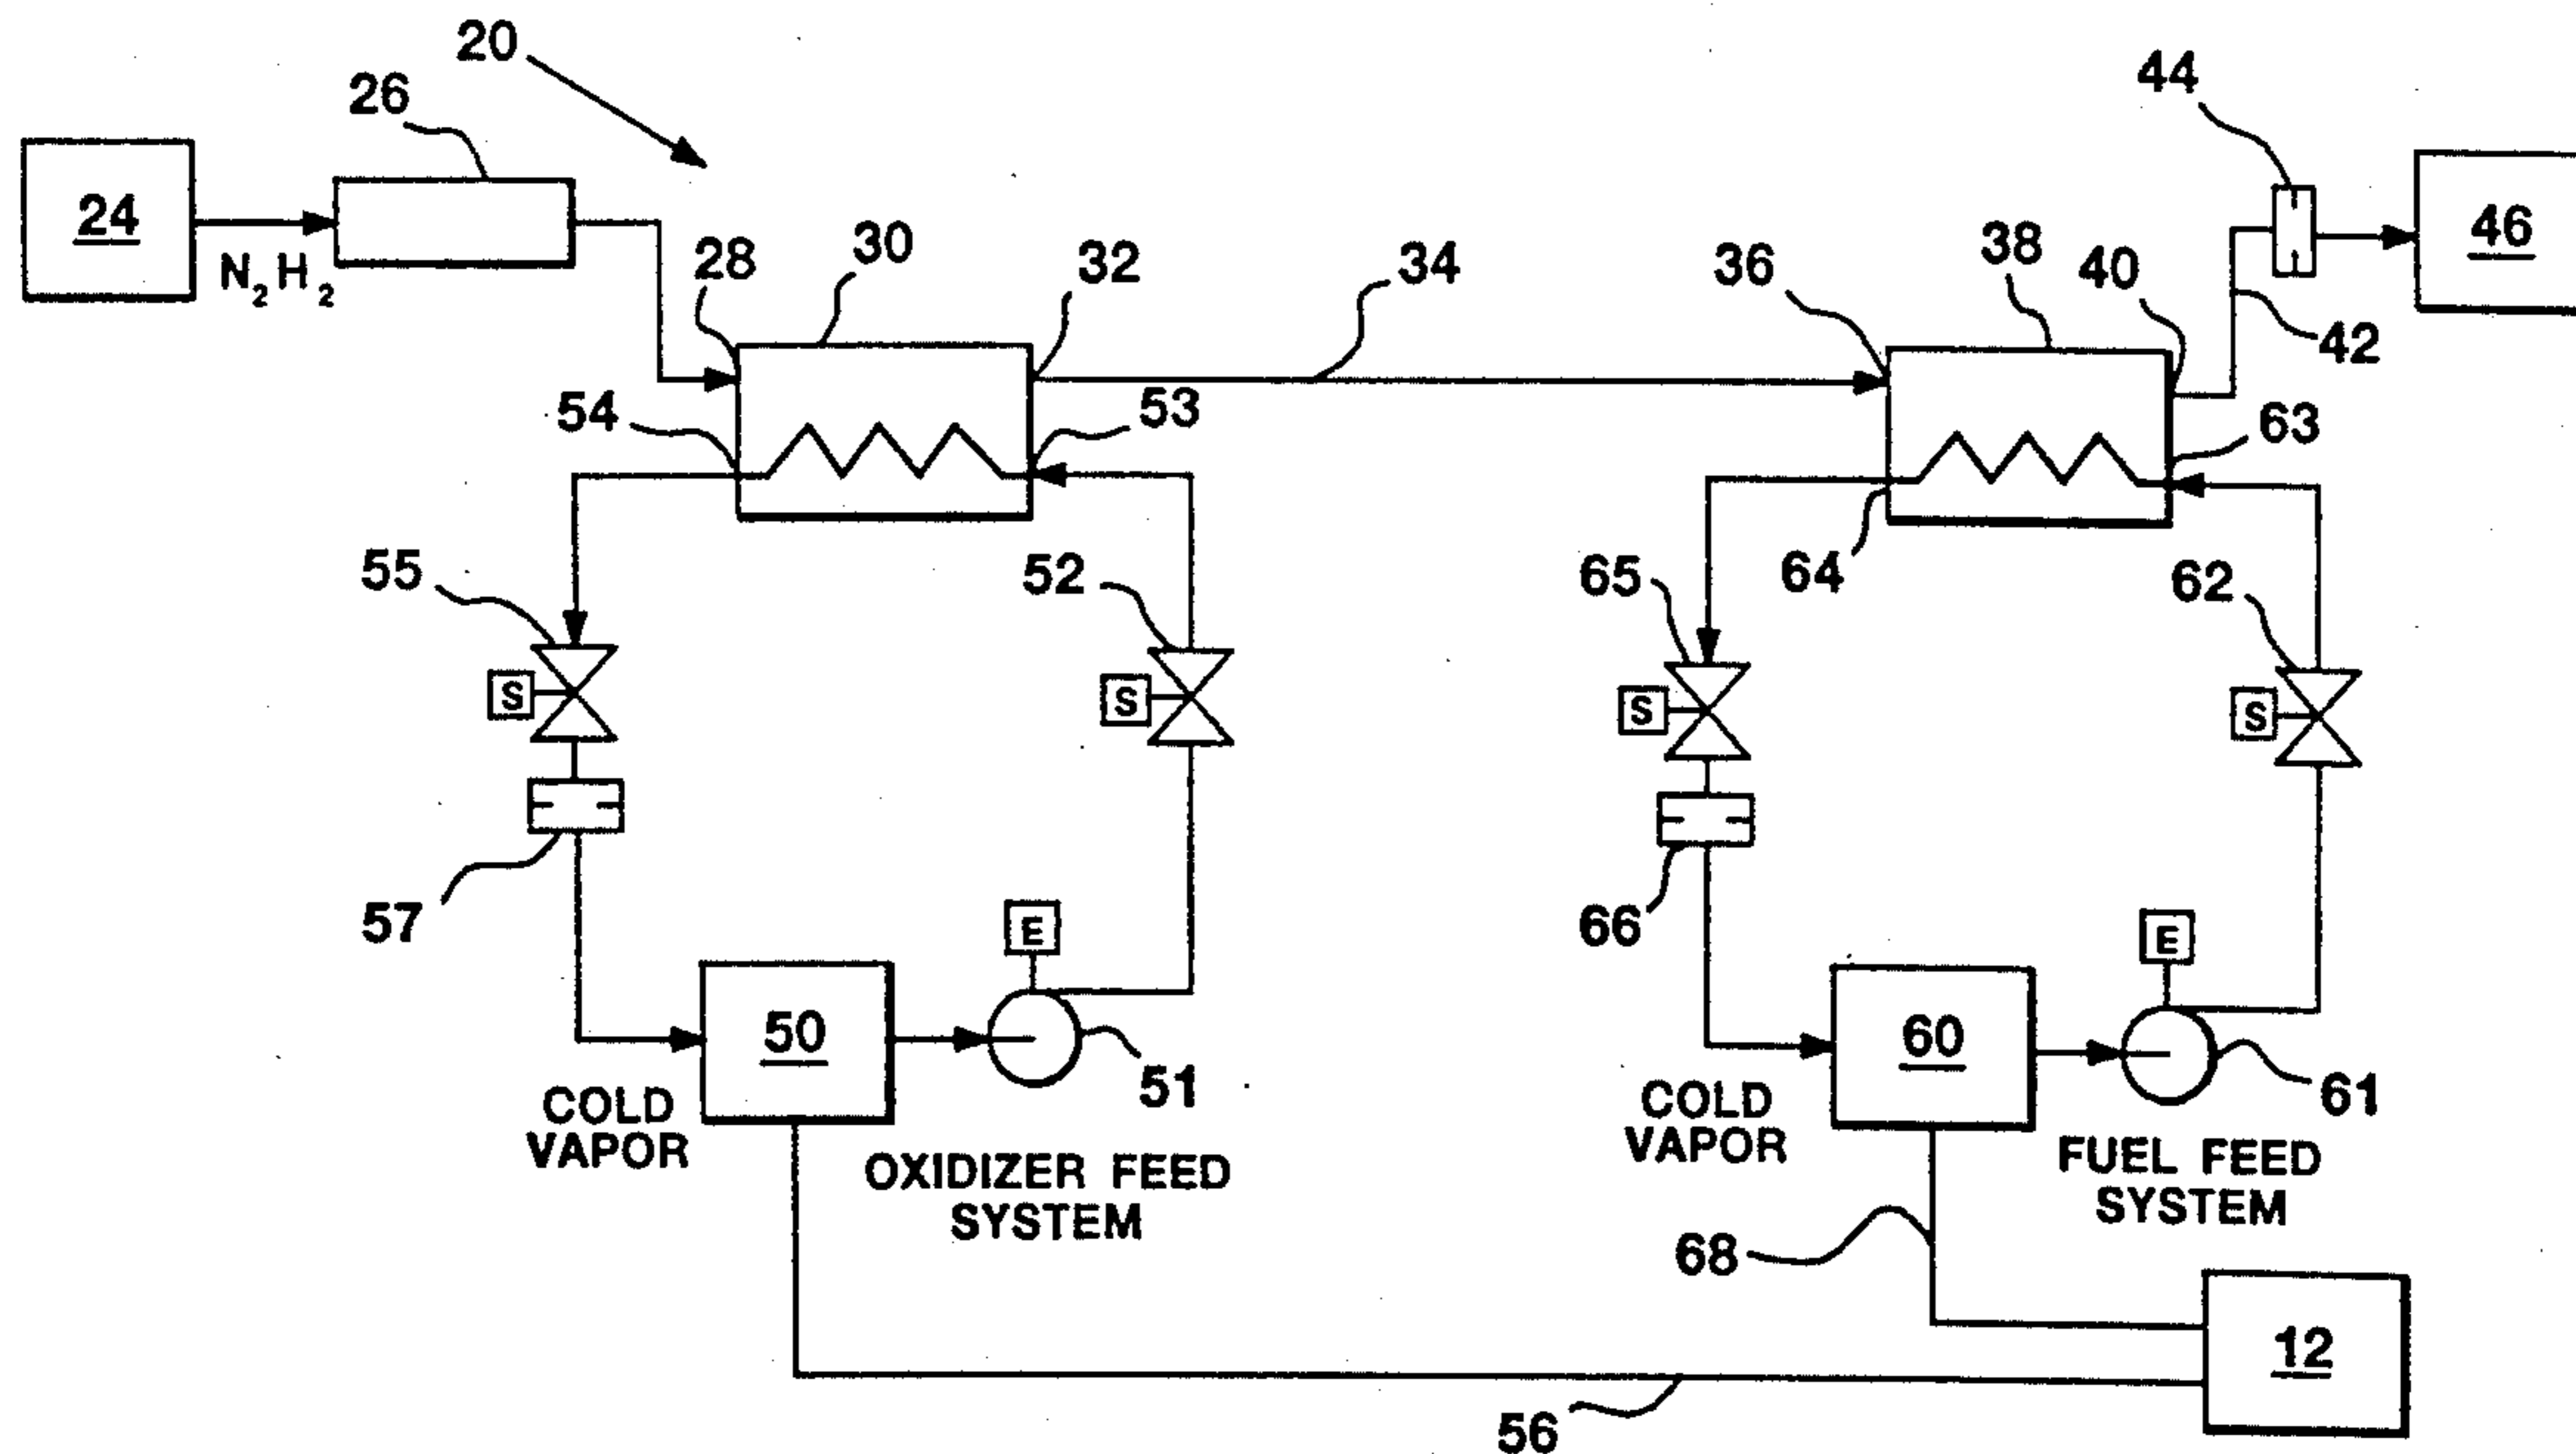 20
44
26
24
N₂H₂
28
30
32
34
36
38
40
46
42
54
53
63
55
52
65
64
62
S
S
S
S
57
E
66
E
50
51
60
61
COLD
VAPOR
OXIDIZER FEED
SYSTEM
COLD
VAPOR
FUEL FEED
SYSTEM
68
12
56